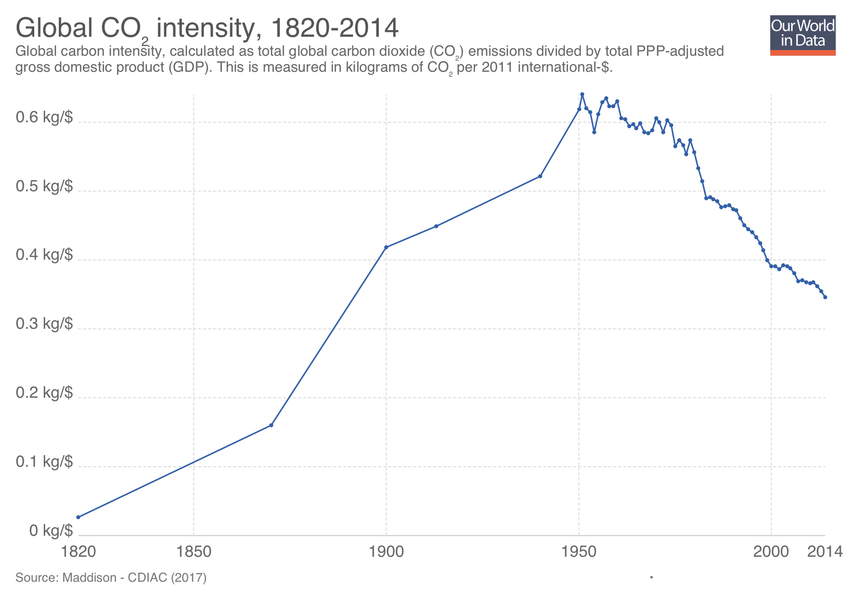 Global CO₂ intensity, 1820-2014
Our World
in Data
Global carbon intensity, calculated as total global carbon dioxide (CO₂) emissions divided by total PPP-adjusted
gross domestic product (GDP). This is measured in kilograms of CO₂ per 2011 international-$.
0.6 kg/$
0.5 kg/$
0.4 kg/$
0.3 kg/$
0.2 kg/$
0.1 kg/$
0 kg/$
1820 1850 1900 1950 2000 2014
Source: Maddison - CDIAC (2017)